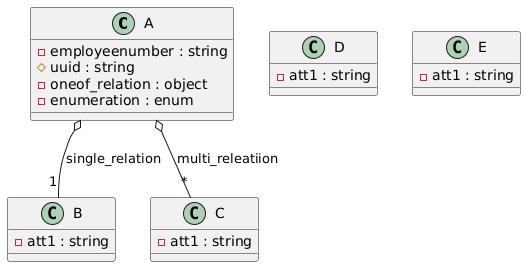 C A
employeenumber : string
uuid : string
oneof_relation : object
enumeration : enum
C D
att1 : string
C E
att1 : string
single_relation
multi_releatiion
1
*
C B
att1 : string
C C
att1 : string